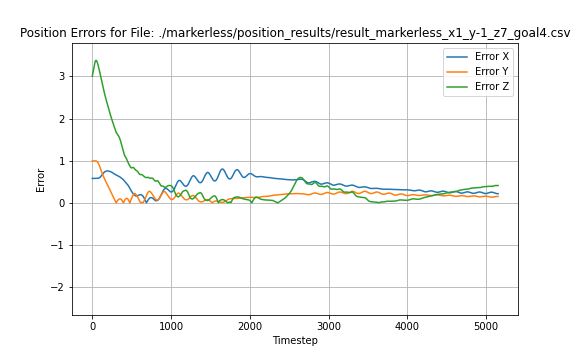 Position Errors for File: ./markerless/position_results/result_markerless_x1_y-1_z7_goal4.csv
Error X
Error Y
Error Z
Error
3
2
1
0
−1
−2
0 1000 2000 3000 4000 5000
Timestep